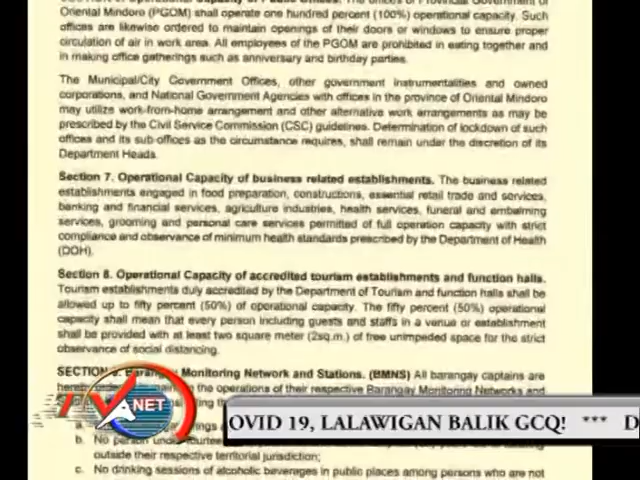 Oriental Mindoro (PGOM) shall operate one hundred percent (100%) operational capacity. Such
offices are likewise ordered to maintain openings of their doors or windows to ensure proper
circulation of air in work area. All employees of the PGOM are prohibited in eating together and
in making office gatherings such as anniversary and birthday parties.
The Municipal/City Government Offices, other government instrumentalities and owned
corporations, and National Government Agencies with offices in the province of Oriental Mindoro
may utilize work-from-home arrangement and other alternative work arrangements as may be
prescribed by the Civil Service Commission (CSC) guidelines. Determination of lockdown of such
offices and its sub-offices as the circumstance requires, shall remain under the discretion of its
Department Heads.
Section 7. Operational Capacity of business related establishments. The business related
establishments engaged in food preparation, constructions, essential retail trade and services,
banking and financial services, agriculture industries, health services, funeral and embalming
services, grooming and personal care services permitted of full operation capacity with strict
compliance and observance of minimum health standards prescribed by the Department of Health
(DOH).
Section 8. Operational Capacity of accredited tourism establishments and function halls.
Tourism establishments duly accredited by the Department of Tourism and function halls shall be
allowed up to fifty percent (50%) of operational capacity. The fifty percent (50%) operational
capacity shall mean that every person including guests and staffs in a venue or establishment
shall be provided with at least two square meter (2sq.m.) of free unimpeded space for the strict
observance of social distancing.
SECTION Monitoring Network and Stations. (BMNS) All barangay captains are
the operations of their respective Barangay Monitoring Networks and
TV
ANET
OVID 19, LALAWIGAN BALIK GCQ! *** D
b. No person
outside their respective territorial jurisdiction;
c. No drinking sessions of alcoholic beverages in public places among persons who are not